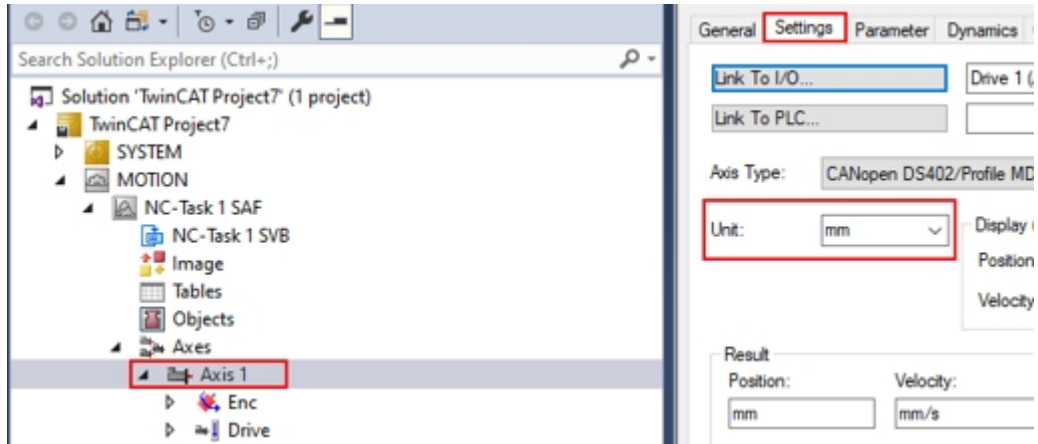 Search Solution Explorer (Ctrl+;)
Solution 'TwinCAT Project7' (1 project)
TwinCAT Project7
SYSTEM
MOTION
NC-Task 1 SAF
NC-Task 1 SVB
Image
Tables
Objects
Axes
Axis 1
Enc
Drive
General Settings Parameter Dynamics
Link To I/O... Drive 1 (
Link To PLC...
Axis Type: CANopen DS402/Profile MD
Unit: mm Display
Position
Velocity
Result
Position: Velocity:
mm mm/s